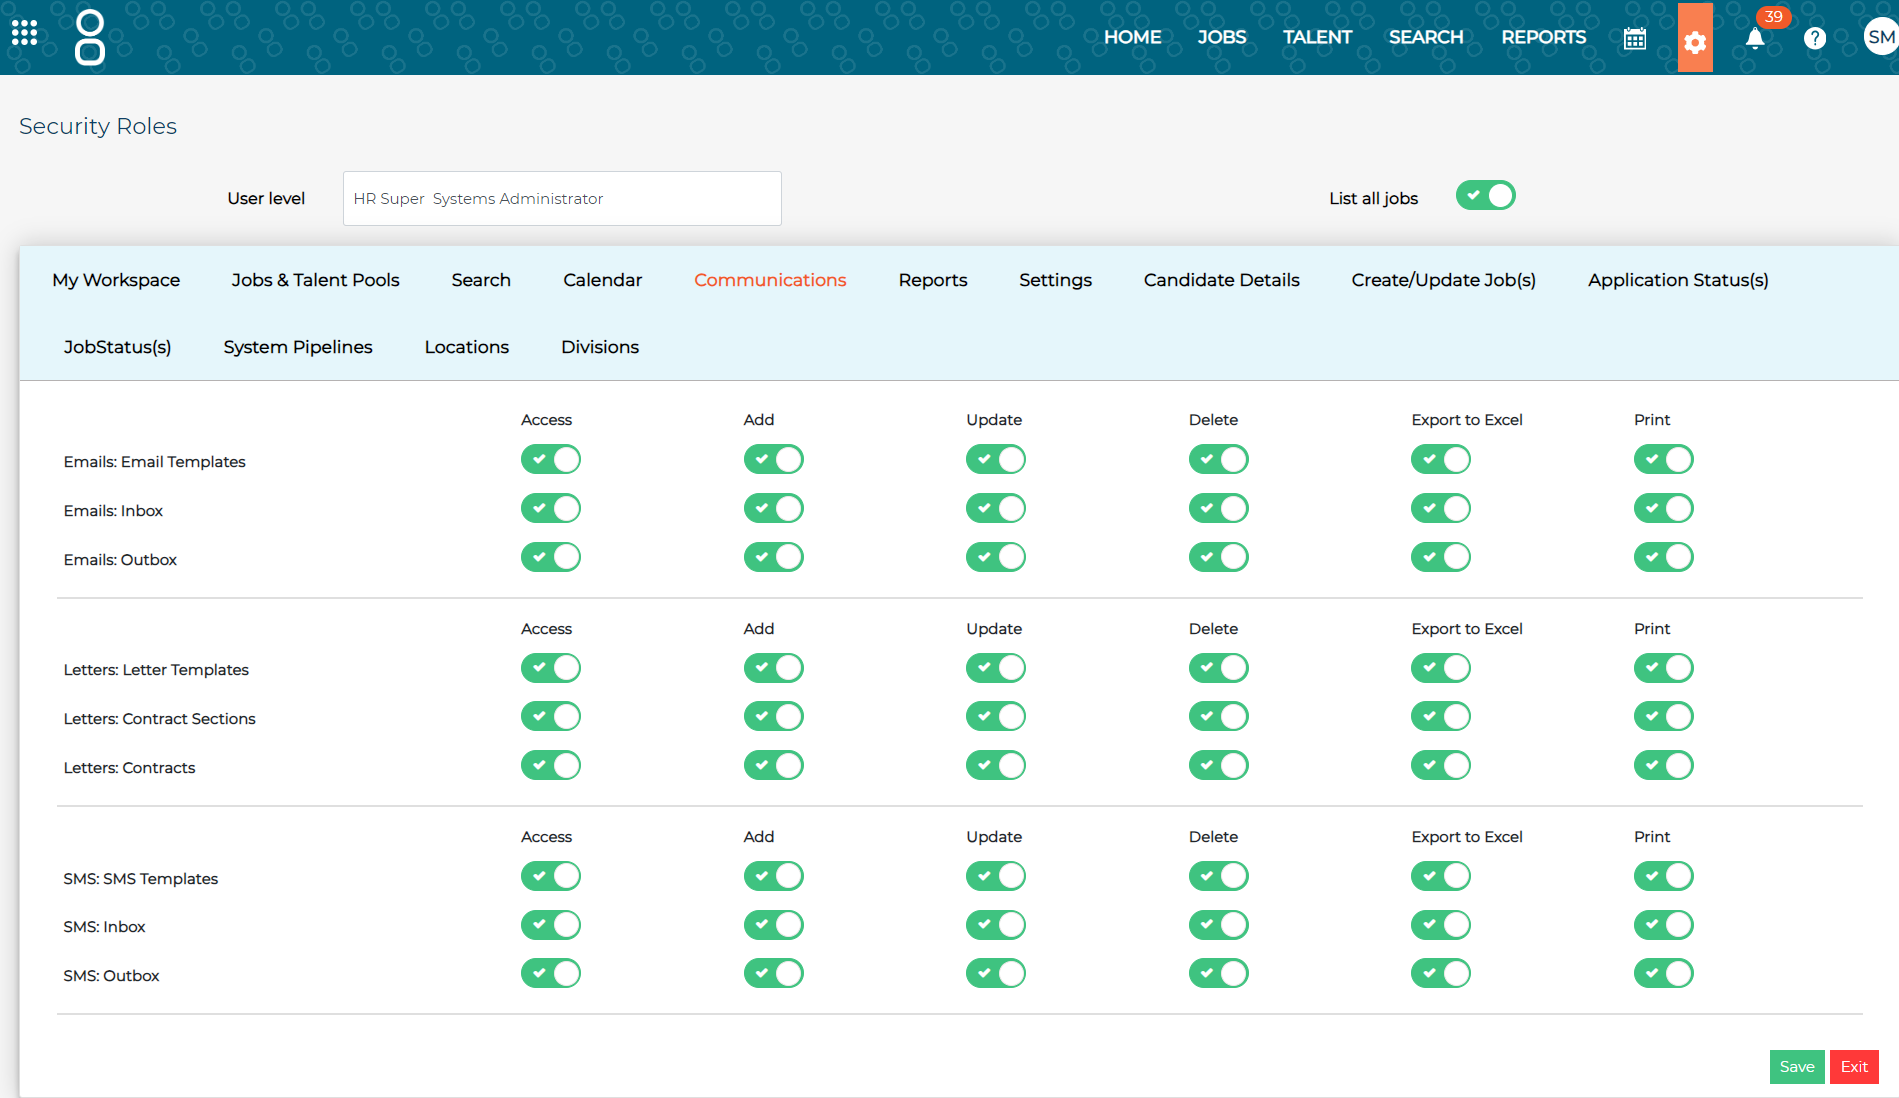 HOME JOBS TALENT SEARCH REPORTS 39 ? SM
Security Roles
User level HR Super  Systems Administrator List all jobs
My Workspace Jobs & Talent Pools Search Calendar Communications Reports Settings Candidate Details Create/Update Job(s) Application Status(s)
JobStatus(s) System Pipelines Locations Divisions
Access Add Update Delete Export to Excel Print
Emails: Email Templates
Emails: Inbox
Emails: Outbox
Access Add Update Delete Export to Excel Print
Letters: Letter Templates
Letters: Contract Sections
Letters: Contracts
Access Add Update Delete Export to Excel Print
SMS: SMS Templates
SMS: Inbox
SMS: Outbox
Save Exit